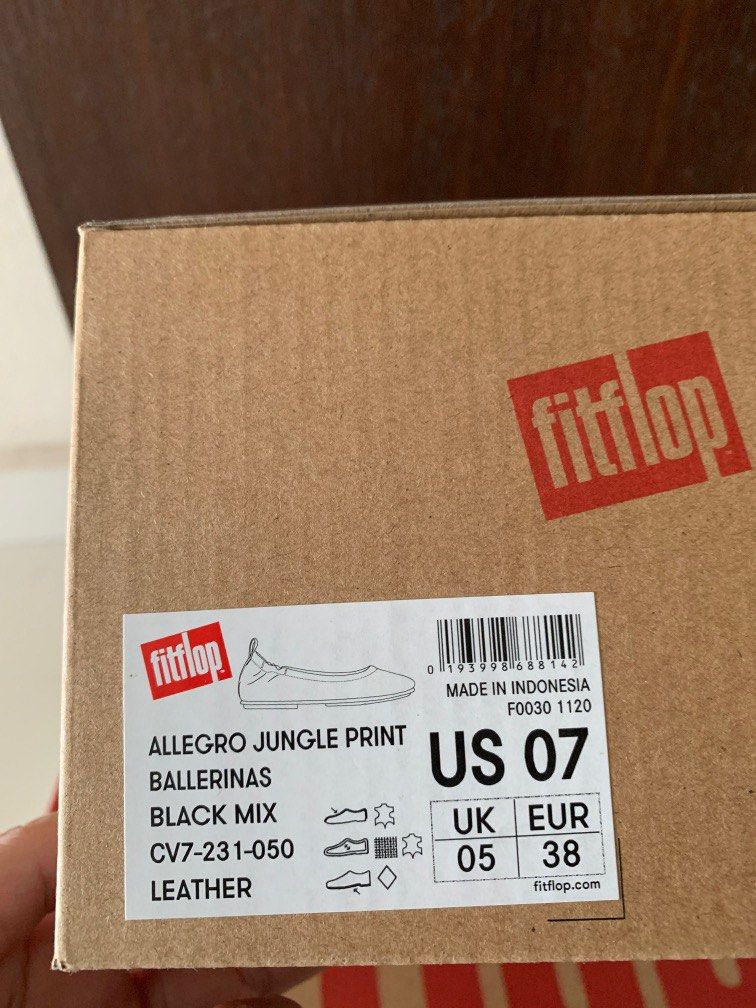 fitflop
fitflop
0 193998 688142
MADE IN INDONESIA
F0030 1120
ALLEGRO JUNGLE PRINT
BALLERINAS
BLACK MIX
CV7-231-050
LEATHER
US 07
UK EUR
05 38
fitflop.com